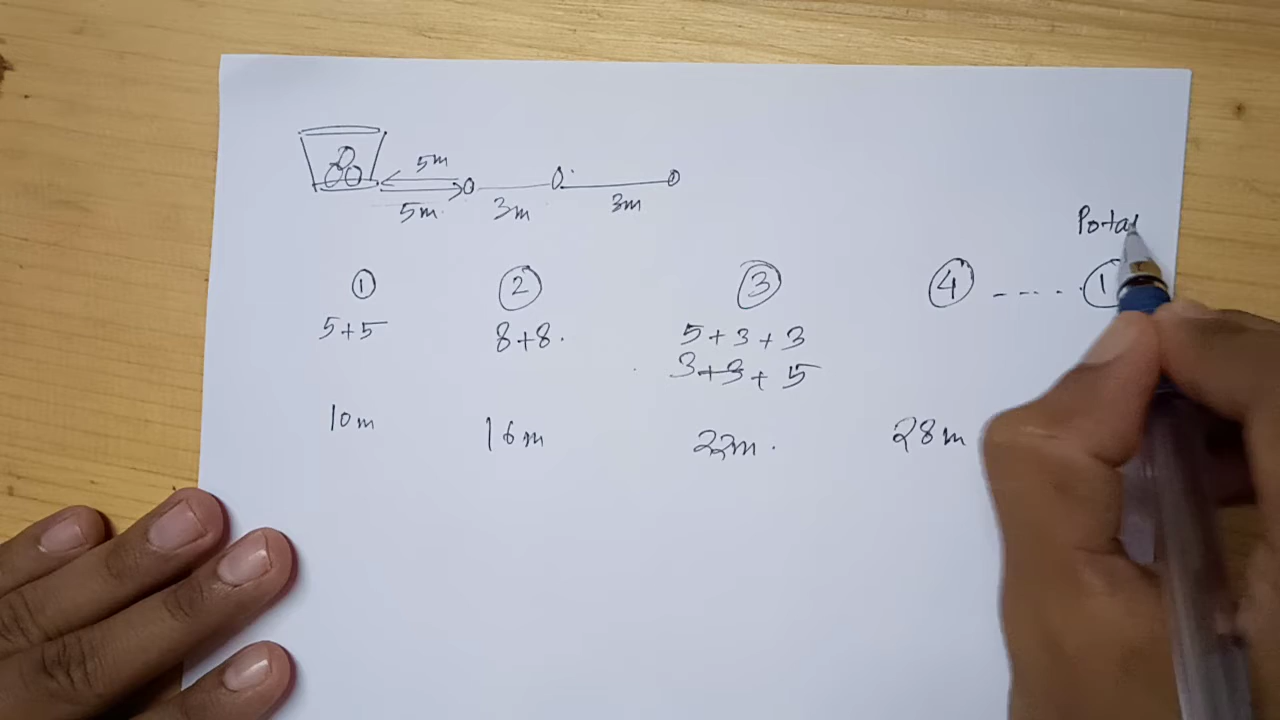 5m
5m. 3m 3m
① ② ③ ④ ----
5+5 8+8. 5+3+3
3+3+5
10m 16m 22m. 28m